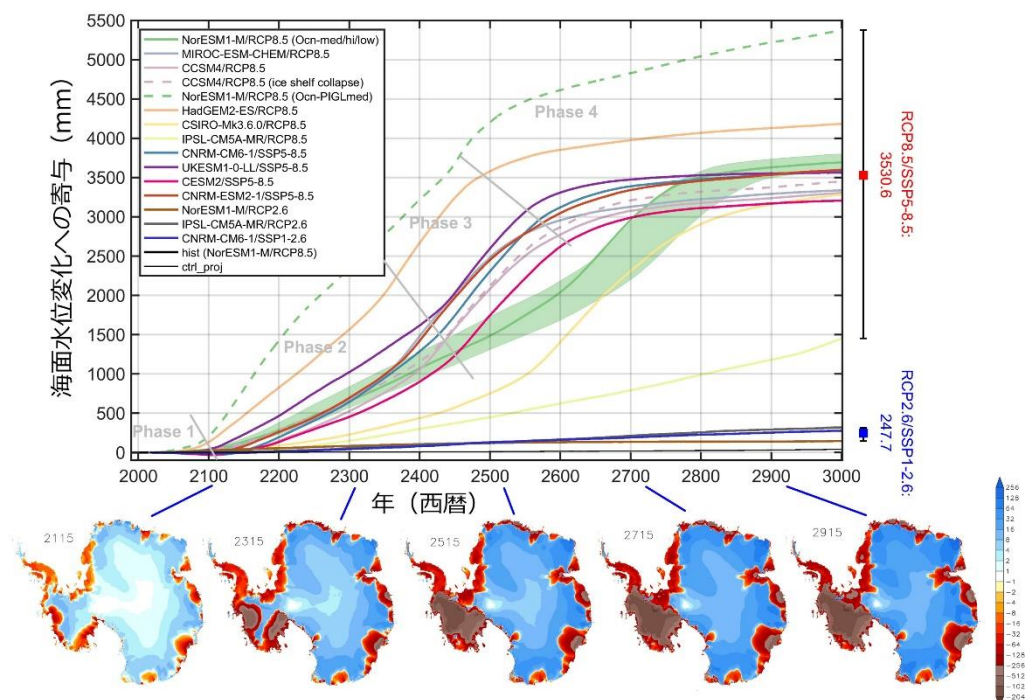 5500
5000
4500
4000
3500
3000
2500
2000
1500
1000
500
0
海面水位変化への寄与 (mm)
NorESM1-M/RCP8.5 (Ocn-med/hi/low)
MIROC-ESM-CHEM/RCP8.5
CCSM4/RCP8.5
CCSM4/RCP8.5 (ice shelf collapse)
NorESM1-M/RCP8.5 (Ocn-PIGLmed)
HadGEM2-ES/RCP8.5
CSIRO-Mk3.6.0/RCP8.5
IPSL-CM5A-MR/RCP8.5
CNRM-CM6-1/SSP5-8.5
UKESM1-0-LL/SSP5-8.5
CESM2/SSP5-8.5
CNRM-ESM2-1/SSP5-8.5
NorESM1-M/RCP2.6
IPSL-CM5A-MR/RCP2.6
CNRM-CM6-1/SSP1-2.6
hist (NorESM1-M/RCP8.5)
ctrl_proj
Phase 4
Phase 3
Phase 2
Phase 1
RCP8.5/SSP5-8.5:
3530.6
RCP2.6/SSP1-2.6:
247.7
2000 2100 2200 2300 2400 2500 2600 2700 2800 2900 3000
年 (西暦)
2115
2315
2515
2715
2915
256
128
64
32
16
8
4
2
1
-1
-2
-4
-8
-16
-32
-64
-128
-256
-512
-102
-204